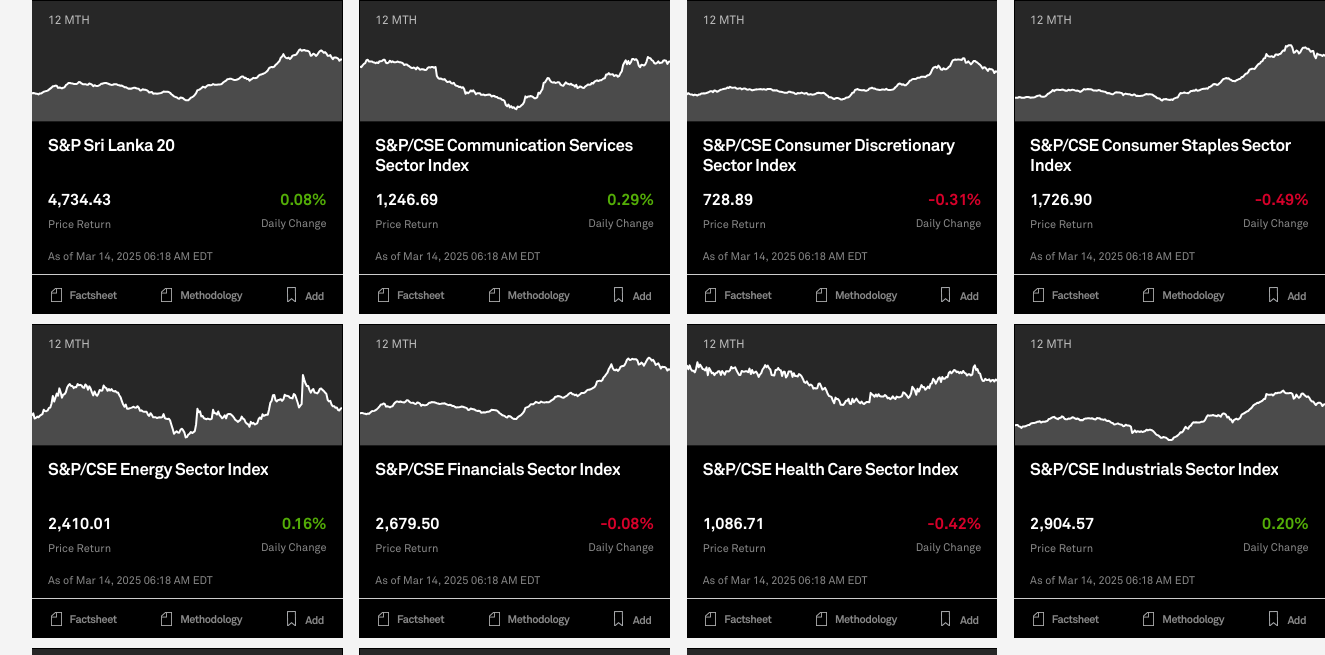 12 MTH
S&P Sri Lanka 20
4,734.43
0.08%
Price Return
Daily Change
As of Mar 14, 2025 06:18 AM EDT
Factsheet
Methodology
Add
12 MTH
S&P/CSE Communication Services
Sector Index
1,246.69
0.29%
Price Return
Daily Change
As of Mar 14, 2025 06:18 AM EDT
Factsheet
Methodology
Add
12 MTH
S&P/CSE Consumer Discretionary
Sector Index
728.89
-0.31%
Price Return
Daily Change
As of Mar 14, 2025 06:18 AM EDT
Factsheet
Methodology
Add
12 MTH
S&P/CSE Consumer Staples Sector
Index
1,726.90
-0.49%
Price Return
Daily Change
As of Mar 14, 2025 06:18 AM EDT
Factsheet
Methodology
Add
12 MTH
S&P/CSE Energy Sector Index
2,410.01
0.16%
Price Return
Daily Change
As of Mar 14, 2025 06:18 AM EDT
Factsheet
Methodology
Add
12 MTH
S&P/CSE Financials Sector Index
2,679.50
-0.08%
Price Return
Daily Change
As of Mar 14, 2025 06:18 AM EDT
Factsheet
Methodology
Add
12 MTH
S&P/CSE Health Care Sector Index
1,086.71
-0.42%
Price Return
Daily Change
As of Mar 14, 2025 06:18 AM EDT
Factsheet
Methodology
Add
12 MTH
S&P/CSE Industrials Sector Index
2,904.57
0.20%
Price Return
Daily Change
As of Mar 14, 2025 06:18 AM EDT
Factsheet
Methodology
Add